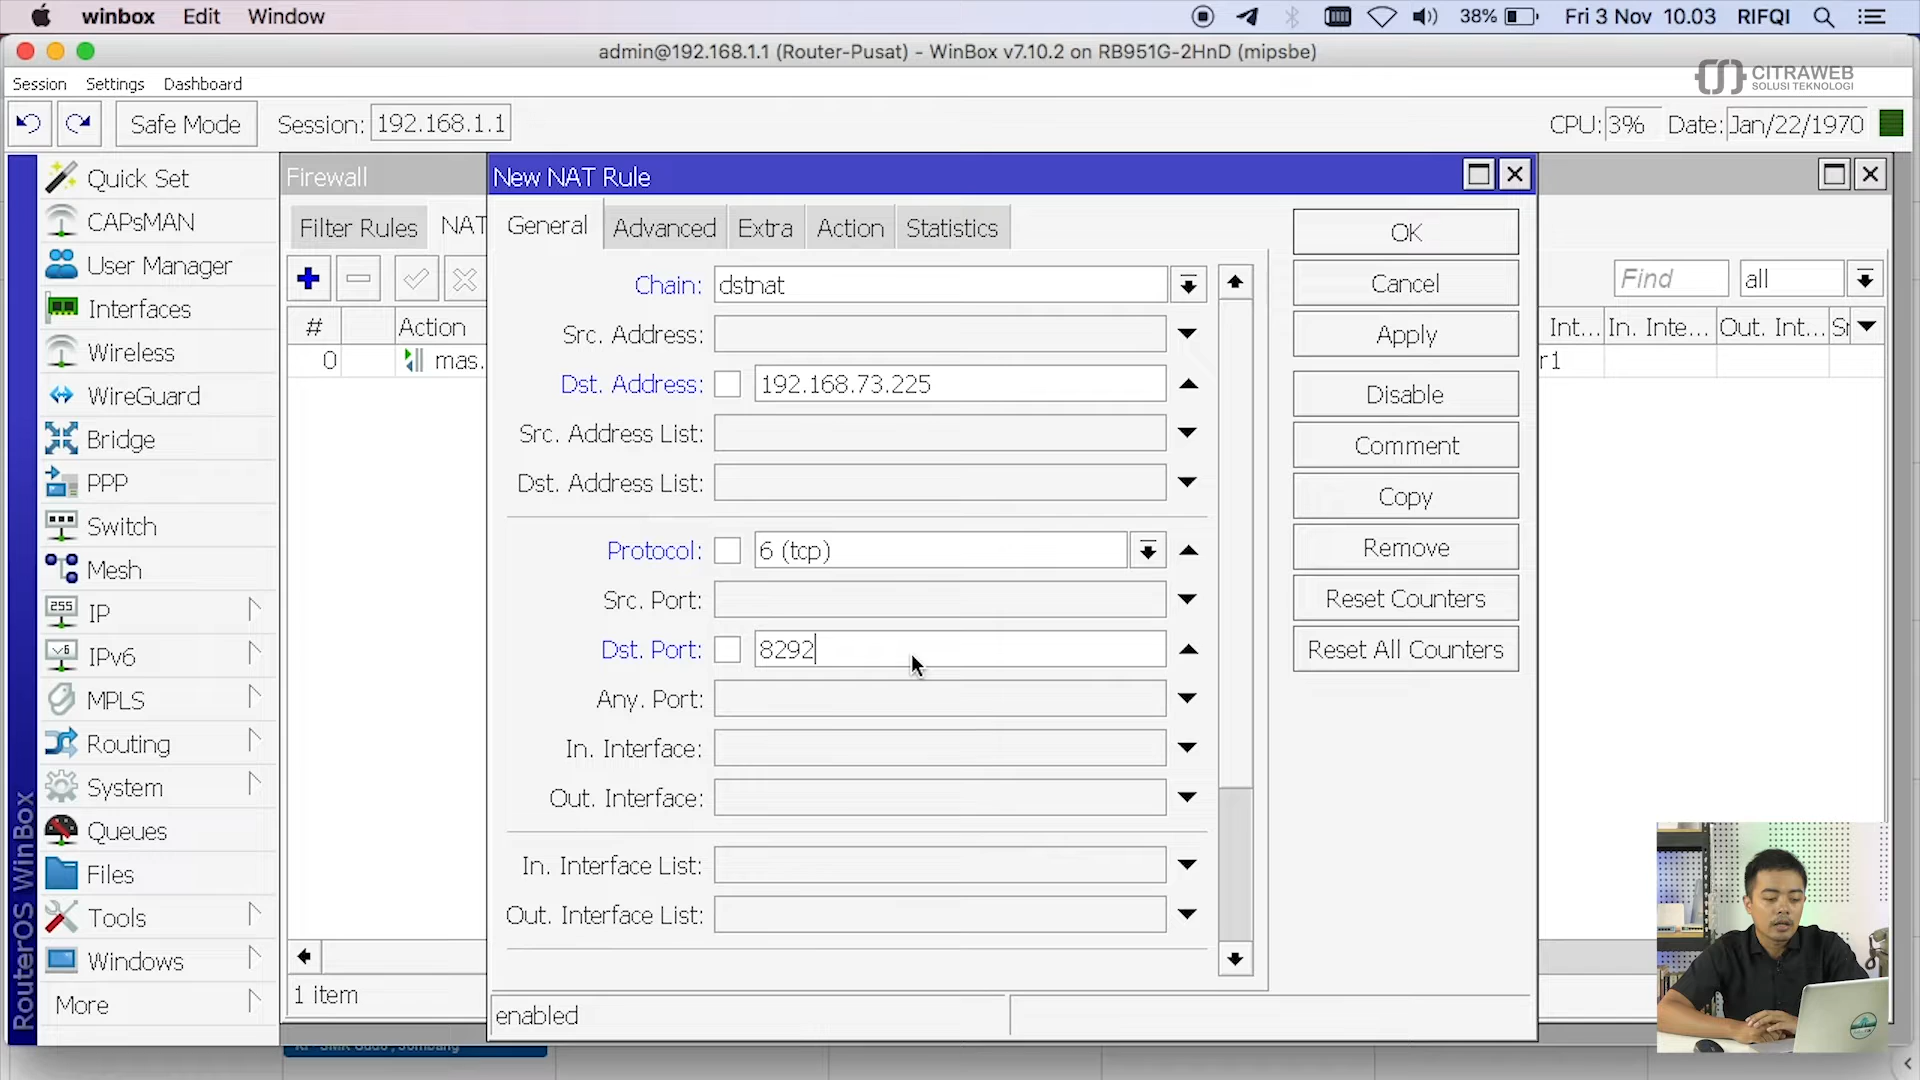 winbox Edit Window
38% Fri 3 Nov 10.03 RIFQI
admin@192.168.1.1 (Router-Pusat) - WinBox v7.10.2 on RB951G-2HnD (mipsbe)
Session Settings Dashboard
CITRAWEB
SOLUSI TEKNOLOGI
Safe Mode Session: 192.168.1.1 CPU: 3% Date: Jan/22/1970
RouterOS WinBox
Quick Set
CAPsMAN
User Manager
Interfaces
Wireless
WireGuard
Bridge
PPP
Switch
Mesh
255 IP
v6 IPv6
MPLS
Routing
System
Queues
Files
Tools
Windows
More
Firewall
Filter Rules NAT
# Action
0 mas.
1 item
Find all
Int... In. Inte... Out. Int...
r1
New NAT Rule
General Advanced Extra Action Statistics
Chain: dstnat
Src. Address:
Dst. Address: 192.168.73.225
Src. Address List:
Dst. Address List:
Protocol: 6 (tcp)
Src. Port:
Dst. Port: 8292
Any. Port:
In. Interface:
Out. Interface:
In. Interface List:
Out. Interface List:
enabled
OK
Cancel
Apply
Disable
Comment
Copy
Remove
Reset Counters
Reset All Counters